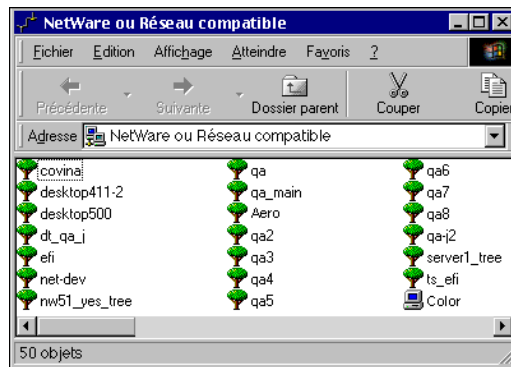 NetWare ou Réseau compatible
Fichier Edition Affichage Atteindre Favoris ?
Précédente Suivante Dossier parent Couper Copier
Adresse NetWare ou Réseau compatible
covina qa qa6
desktop411-2 qa_main qa7
desktop500 Aero qa8
dt_qa_j qa2 qa-j2
efi qa3 server1_tree
net-dev qa4 ts_efi
nw51_yes_tree qa5 Color
50 objets